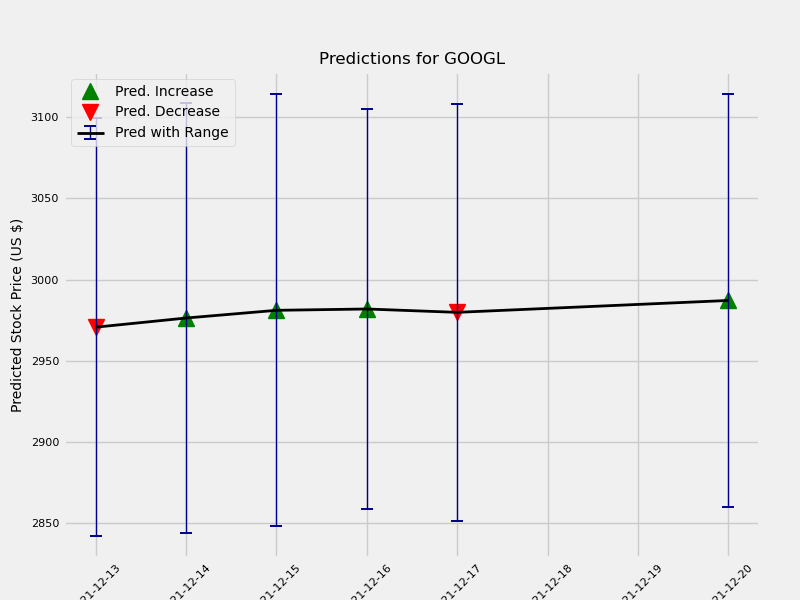 Predictions for GOOGL
Pred. Increase
Pred. Decrease
Pred with Range
Predicted Stock Price (US $)
3100
3050
3000
2950
2900
2850
21-12-13
21-12-14
21-12-15
21-12-16
21-12-17
21-12-18
21-12-19
21-12-20